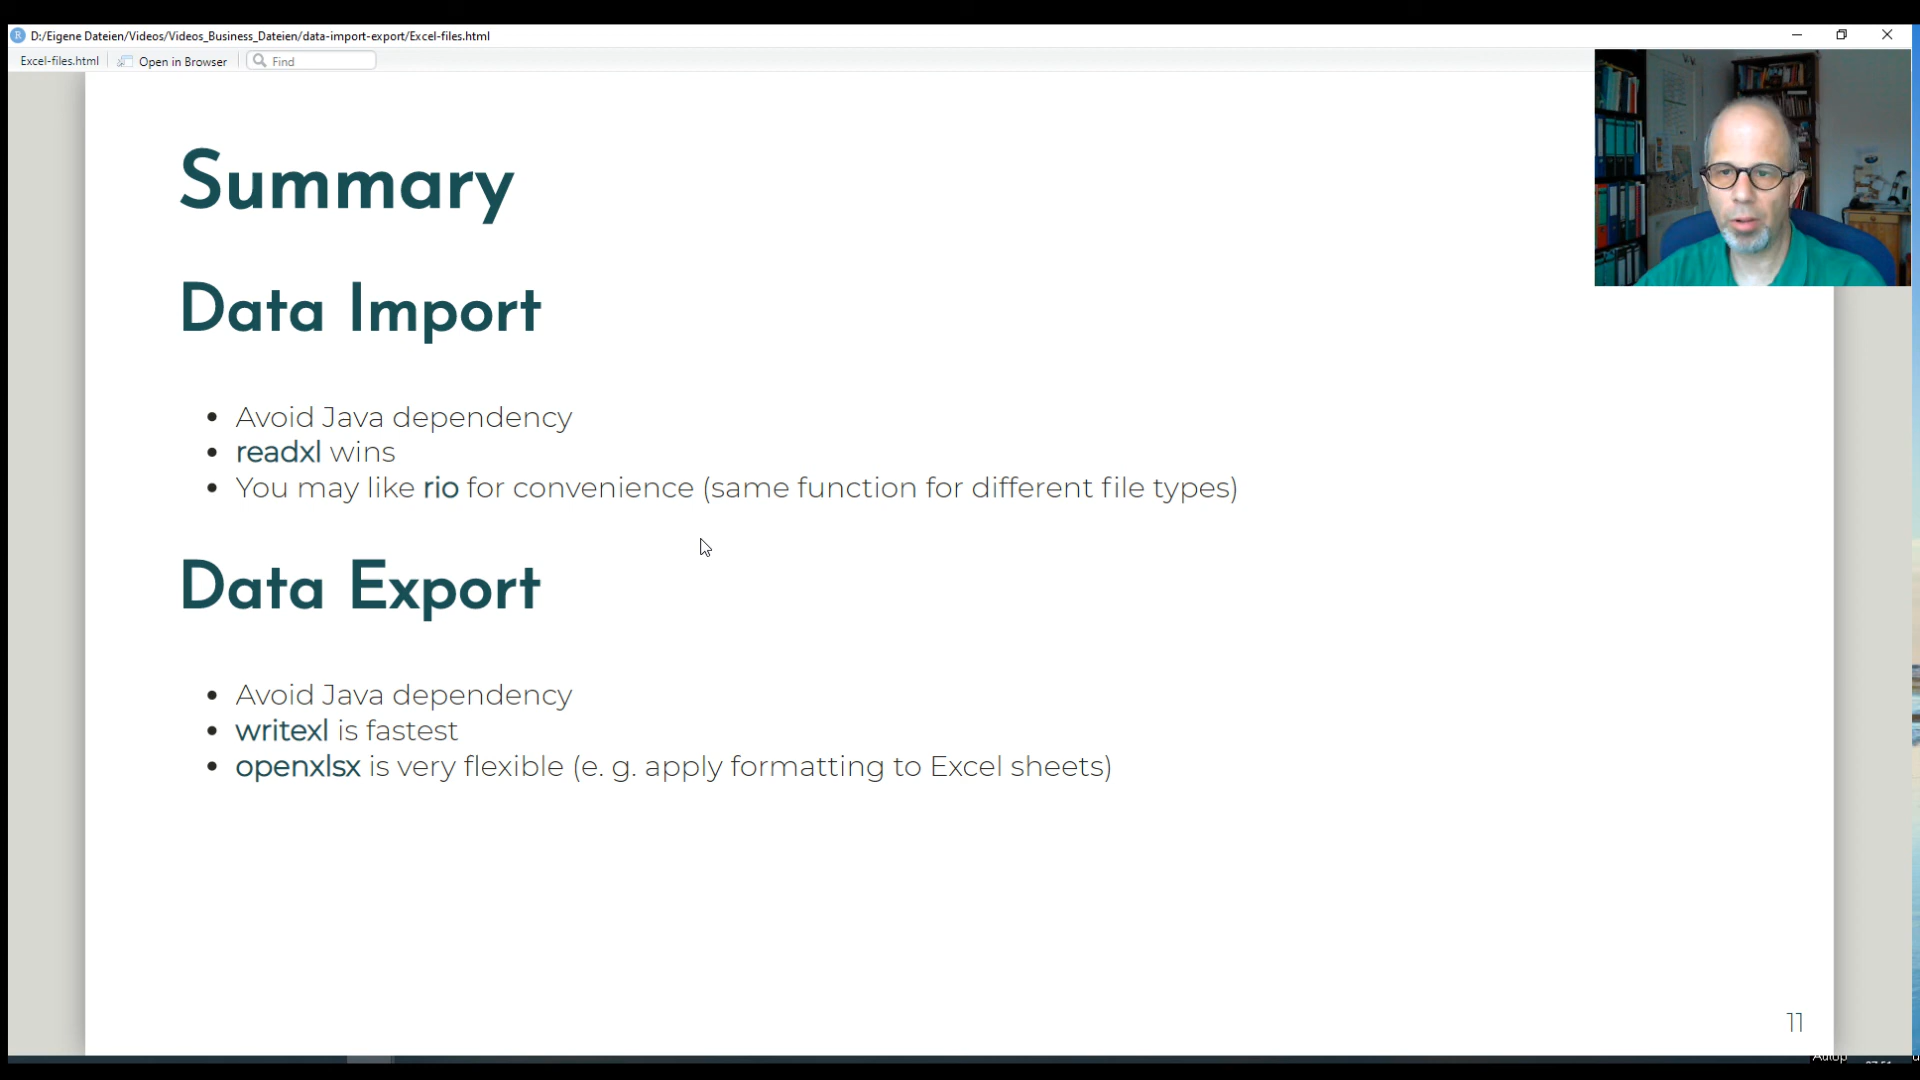 D:/Eigene Dateien/Videos/Videos_Business_Dateien/data-import-export/Excel-files.html
Excel-files.html
Open in Browser
Find
Summary
Data Import
• Avoid Java dependency
• readxl wins
• You may like rio for convenience (same function for different file types)
Data Export
• Avoid Java dependency
• writexl is fastest
• openxlsx is very flexible (e. g. apply formatting to Excel sheets)
11